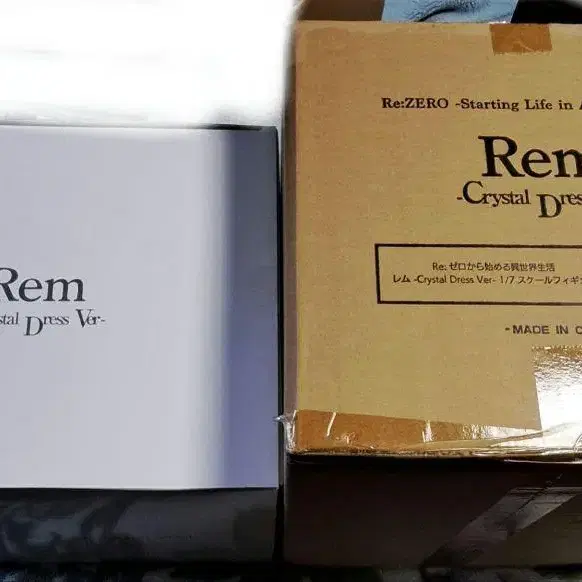 Rem
stal Dress Ver-
Re:ZERO -Starting Life in A
Rem
-Crystal Dres
Re: ゼロから始める異世界生活
レム -Crystal Dress Ver- 1/7 スケールフィギ
-MADE IN C